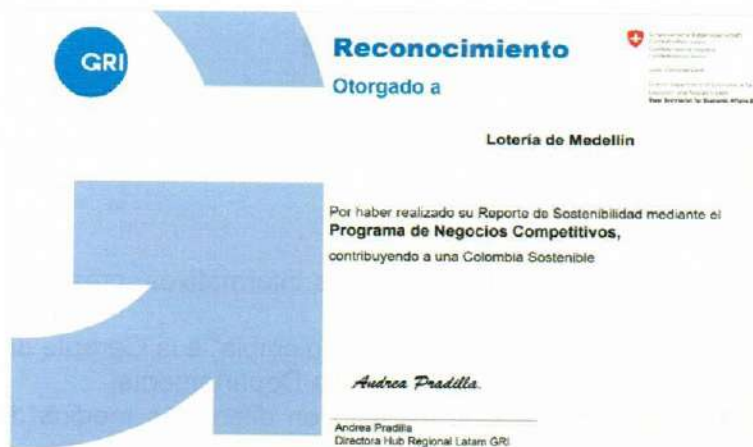 GRI
Reconocimiento
Otorgado a
Lotería de Medellín
Por haber realizado su Reporte de Sostenibilidad mediante el
Programa de Negocios Competitivos,
contribuyendo a una Colombia Sostenible
Andrea Pradilla.
Andrea Pradilla
Directora Hub Regional Latam GRI